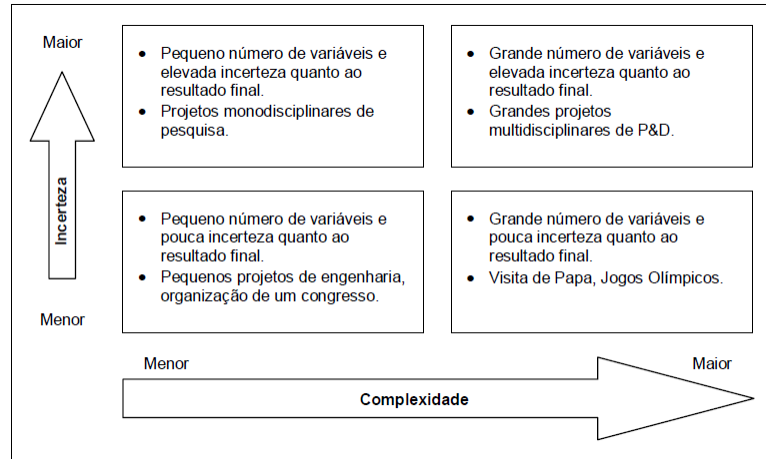 Maior
• Pequeno número de variáveis e
elevada incerteza quanto ao
resultado final.
• Projetos monodisciplinares de
pesquisa.
• Grande número de variáveis e
elevada incerteza quanto ao
resultado final.
• Grandes projetos
multidisciplinares de P&D.
Incerteza
• Pequeno número de variáveis e
pouca incerteza quanto ao
resultado final.
• Pequenos projetos de engenharia,
organização de um congresso.
• Grande número de variáveis e
pouca incerteza quanto ao
resultado final.
• Visita de Papa, Jogos Olímpicos.
Menor
Menor
Maior
Complexidade